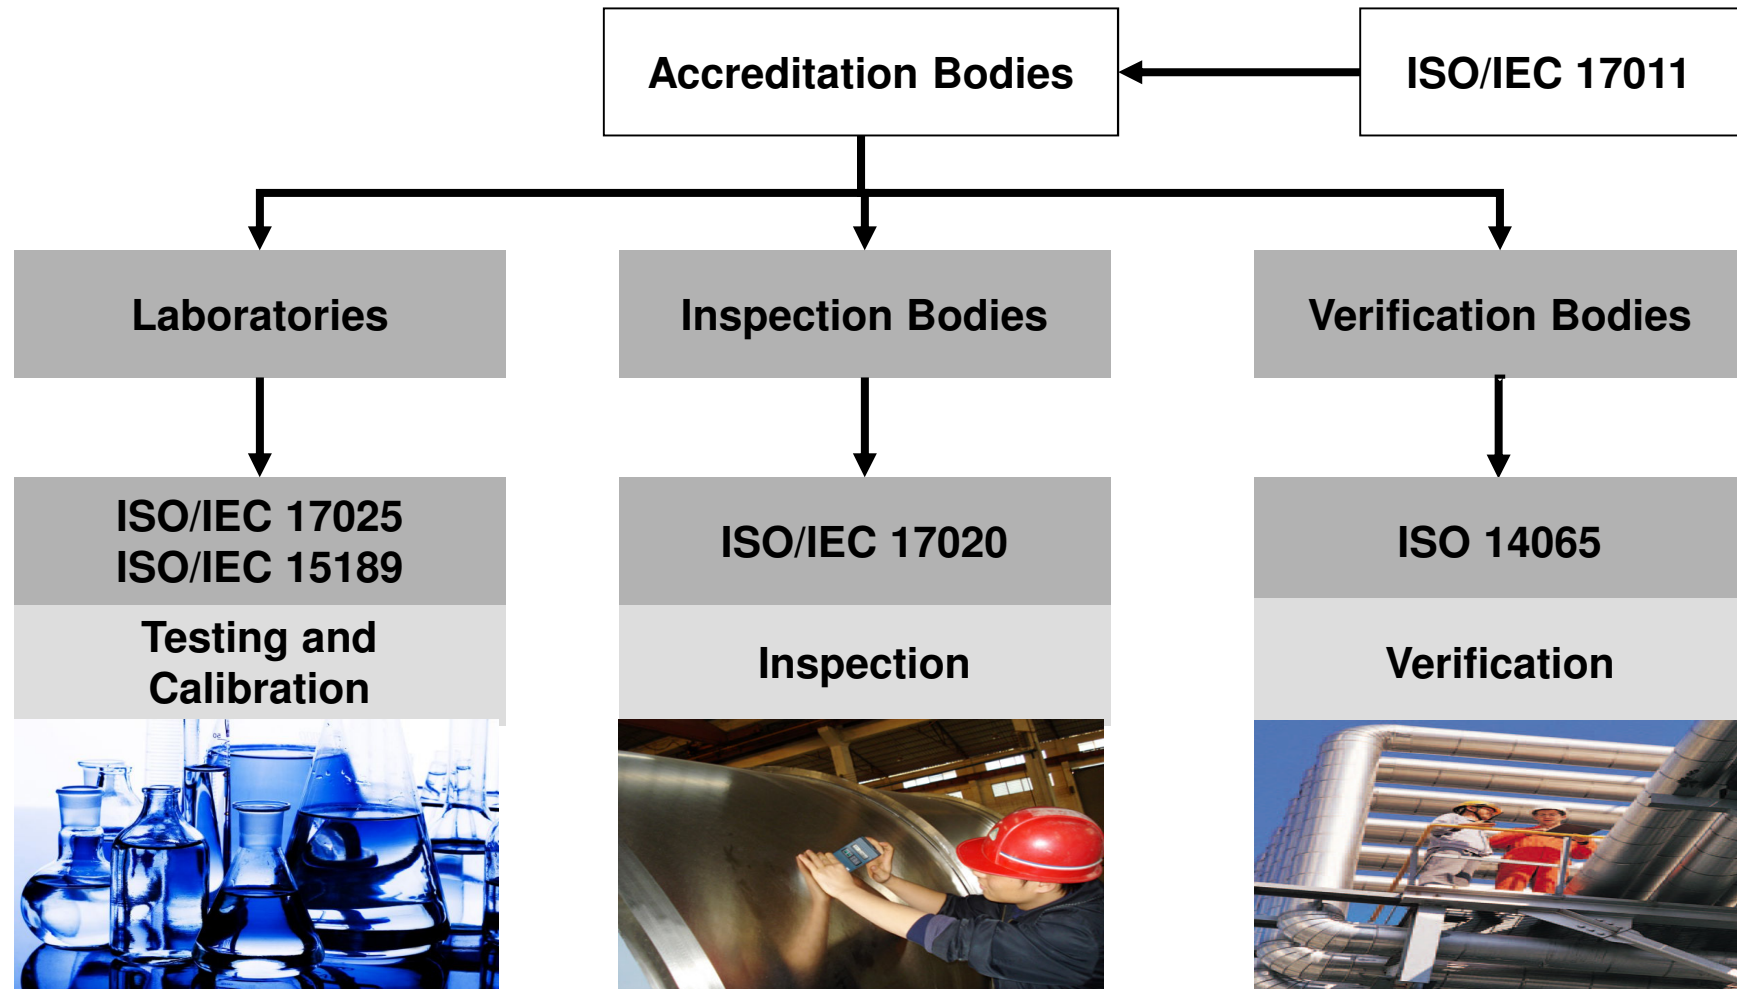 Accreditation Bodies
ISO/IEC 17011
Laboratories
Inspection Bodies
Verification Bodies
ISO/IEC 17025
ISO/IEC 15189
ISO/IEC 17020
ISO 14065
Testing and
Calibration
Inspection
Verification